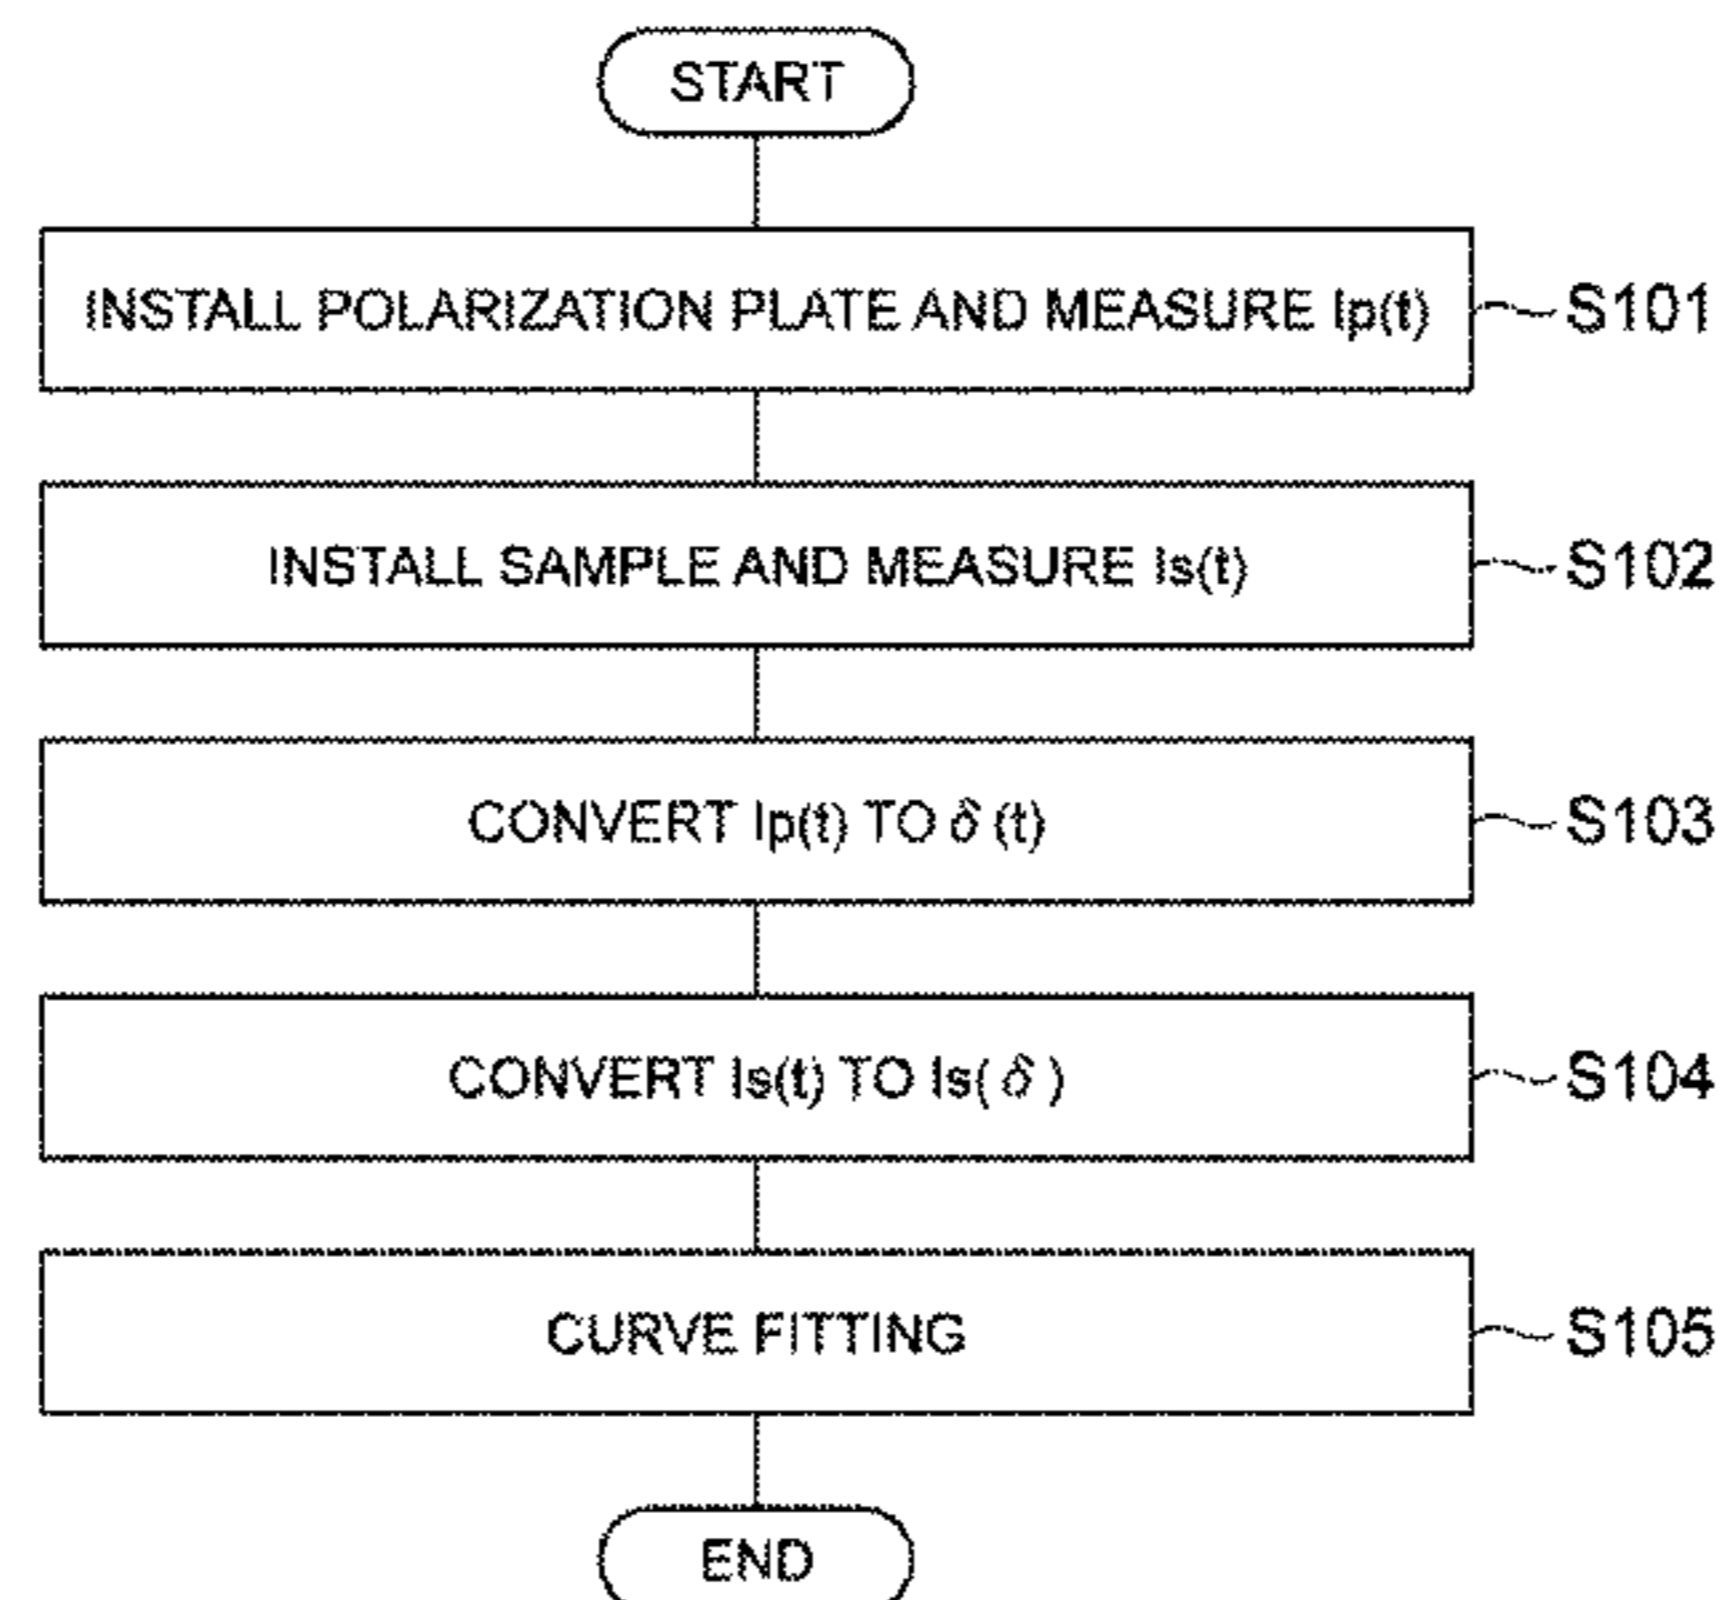 START
INSTALL POLARIZATION PLATE AND MEASURE Ip(t)
S101
INSTALL SAMPLE AND MEASURE Is(t)
S102
CONVERT Ip(t) TO δ (t)
S103
CONVERT Is(t) TO Is( δ )
S104
CURVE FITTING
S105
END